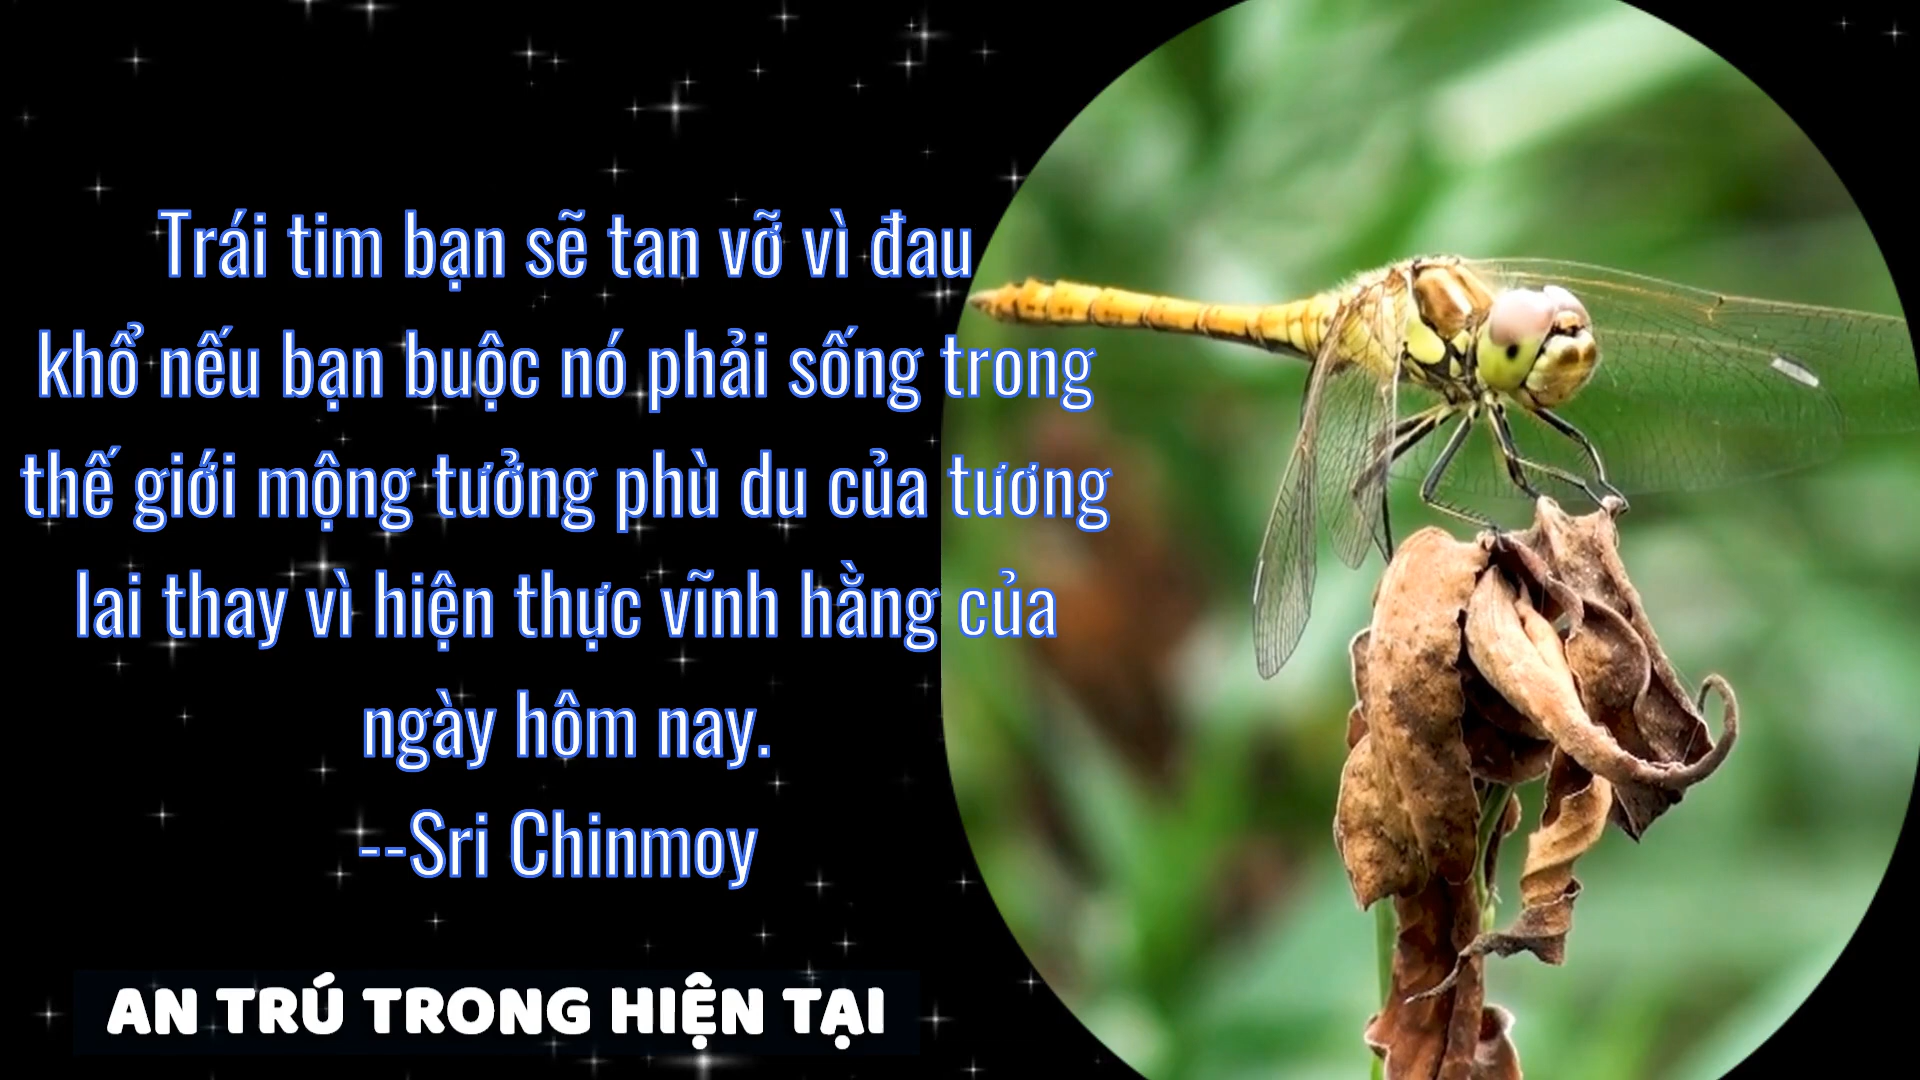 Trái tim bạn sẽ tan vỡ vì đau
khổ nếu bạn buộc nó phải sống trong
thế giới mộng tưởng phù du của tương
lai thay vì hiện thực vĩnh hằng của
ngày hôm nay.
--Sri Chinmoy
AN TRÚ TRONG HIỆN TẠI